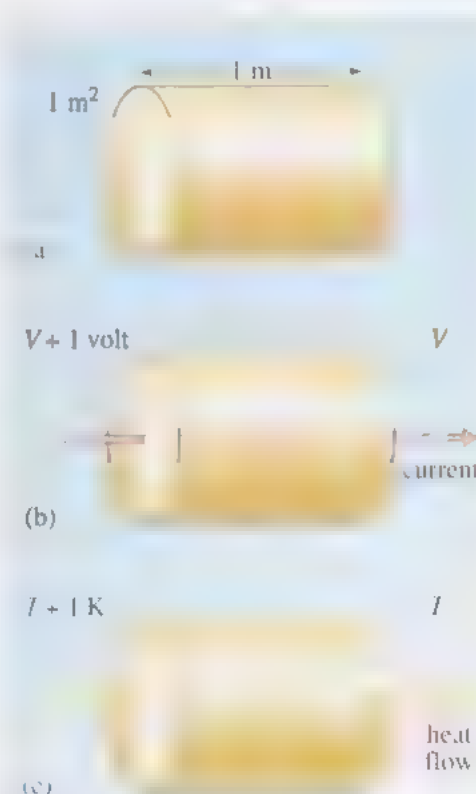 1 m
1 m²
a
V + 1 volt
V
current
(b)
T + 1 K
T
heat
flow
(c)